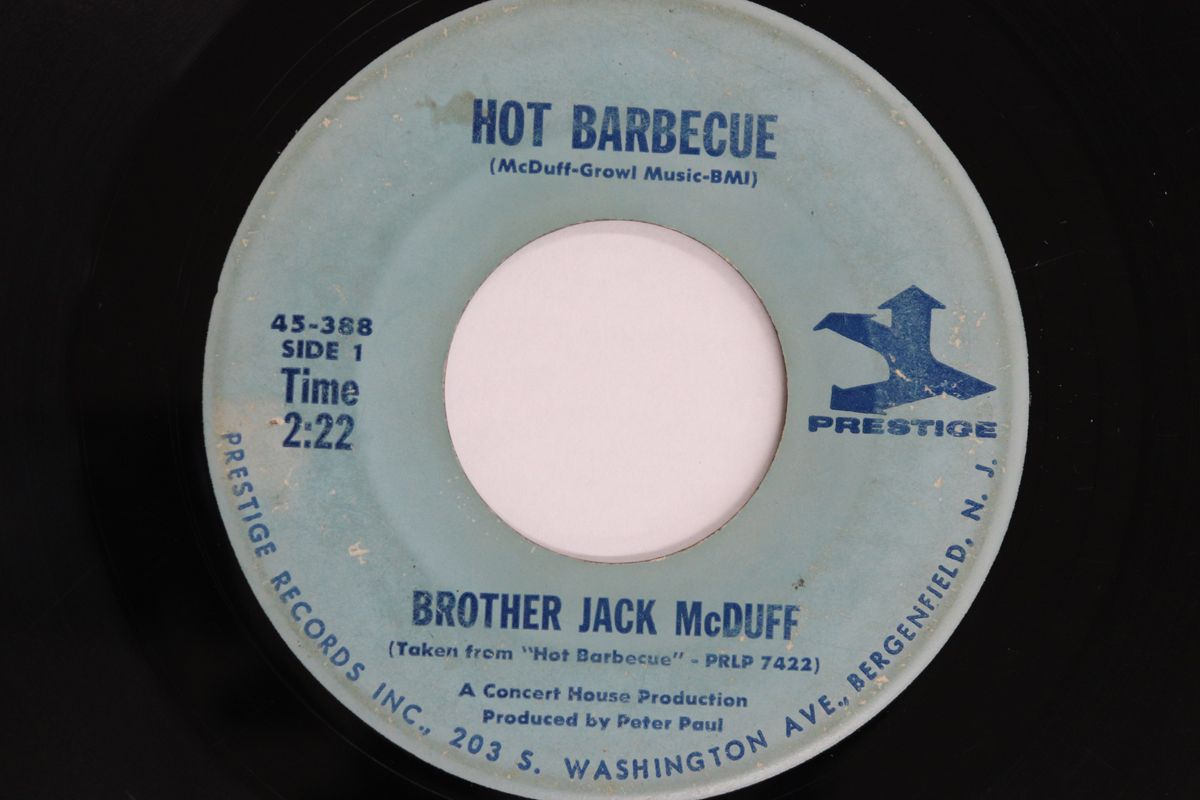 HOT BARBECUE
(McDuff-Growl Music-BMI)
45-388
SIDE 1
Time
2:22
PRESTIGE
BROTHER JACK McDUFF
(Taken from "Hot Barbecue" - PRLP 7422)
A Concert House Production
Produced by Peter Paul
PRESTIGE RECORDS INC., 203 S. WASHINGTON AVE., BERGENFIELD, N. J.